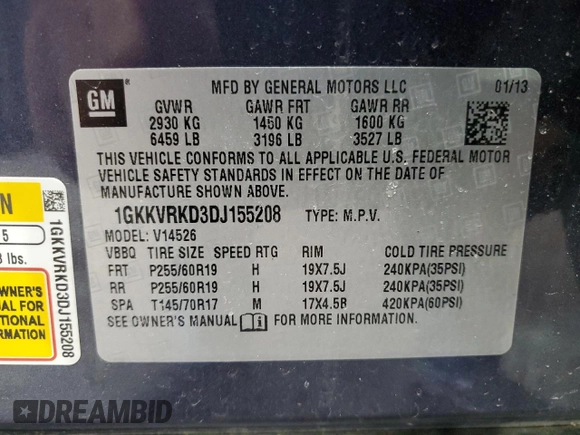 GM
MFD BY GENERAL MOTORS LLC 01/13
GVWR GAWR FRT GAWR RR
2930 KG 1450 KG 1600 KG
6459 LB 3196 LB 3527 LB
THIS VEHICLE CONFORMS TO ALL APPLICABLE U.S. FEDERAL MOTOR
VEHICLE SAFETY STANDARDS IN EFFECT ON THE DATE OF
MANUFACTURE SHOWN ABOVE.
1GKKVRKD3DJ155208 TYPE: M.P.V.
MODEL: V14526
VBBQ TIRE SIZE SPEED RTG RIM COLD TIRE PRESSURE
FRT P255/60R19 H 19X7.5J 240KPA(35PSI)
RR P255/60R19 H 19X7.5J 240KPA(35PSI)
SPA T145/70R17 M 17X4.5B 420KPA(60PSI)
SEE OWNER'S MANUAL FOR MORE INFORMATION.
N
5
lbs.
OWNER'S
UAL FOR
TIONAL
RMATION
1GKKVRKD3DJ155208
DREAMBID